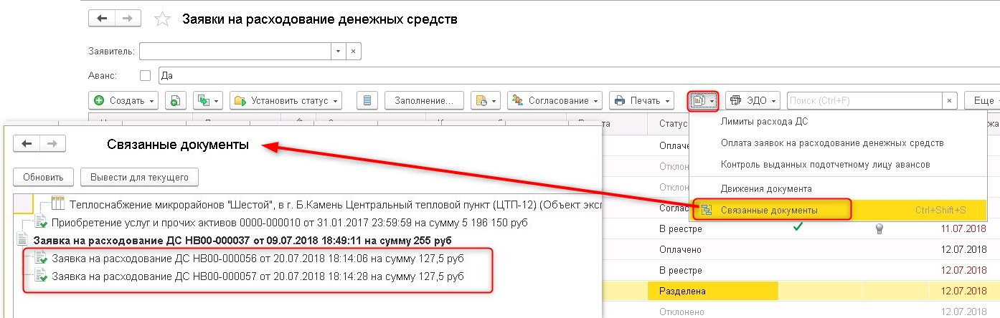 Заявки на расходование денежных средств
Заявитель:
Аванс: Да
Создать Установить статус Заполнение... Согласование Печать ЭДО Поиск (Ctrl+F) Еще
Статус
Лимиты расхода ДС
Оплата заявок на расходование денежных средств
Контроль выданных подотчетному лицу авансов
Движения документа
Связанные документы Ctrl+Shift+S
Связанные документы
Обновить Вывести для текущего
Теплоснабжение микрорайонов "Шестой", в г. Б.Камень Центральный тепловой пункт (ЦТП-12) (Объект эксп
Приобретение услуг и прочих активов 0000-000010 от 31.01.2017 23:59:59 на сумму 5 196 150 руб
Заявка на расходование ДС НВ00-000037 от 09.07.2018 18:49:11 на сумму 255 руб
Заявка на расходование ДС НВ00-000056 от 20.07.2018 18:14:06 на сумму 127,5 руб
Заявка на расходование ДС НВ00-000057 от 20.07.2018 18:14:28 на сумму 127,5 руб
Оплаче
Отклоне
Отклоне
Соглас
В реестре 11.07.2018
Оплачено 12.07.2018
В реестре 12.07.2018
Разделена 12.07.2018
Отклонено 12.07.2018